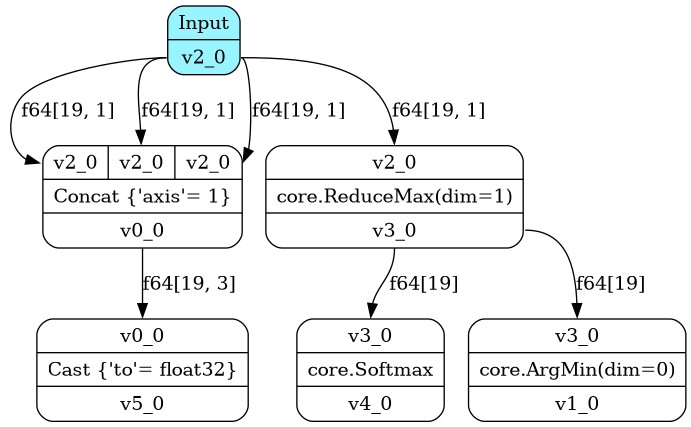 Input
v2_0
f64[19, 1]
f64[19, 1]
f64[19, 1]
f64[19, 1]
v2_0 v2_0 v2_0
Concat {'axis'= 1}
v0_0
v2_0
core.ReduceMax(dim=1)
v3_0
f64[19, 3]
f64[19]
f64[19]
v0_0
Cast {'to'= float32}
v5_0
v3_0
core.Softmax
v4_0
v3_0
core.ArgMin(dim=0)
v1_0